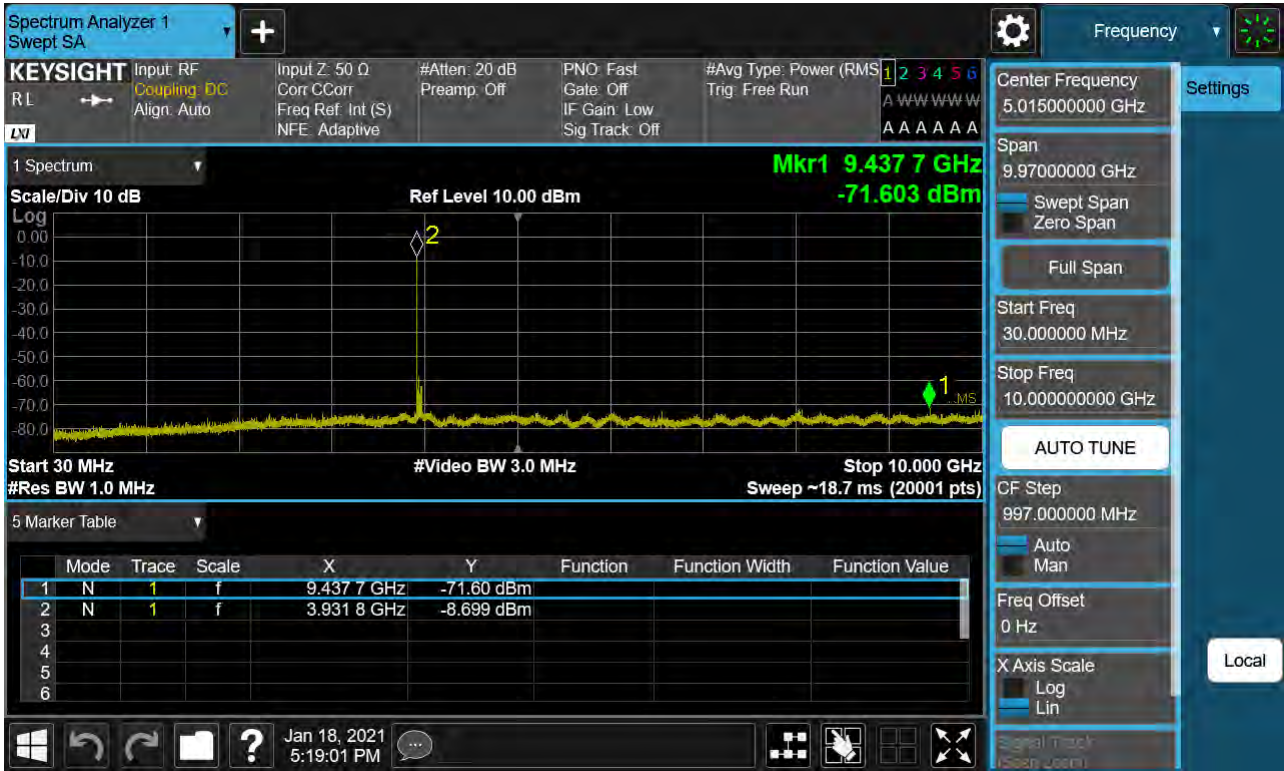 Spectrum Analyzer 1
Swept SA
+
Frequency
KEYSIGHT
RL
LXI
Input: RF
Coupling: DC
Align: Auto
Input Z: 50 Ω
Corr CCorr
Freq Ref: Int (S)
NFE: Adaptive
#Atten: 20 dB
Preamp: Off
PNO: Fast
Gate: Off
IF Gain: Low
Sig Track: Off
#Avg Type: Power (RMS
Trig: Free Run
1 2 3 4 5 6
A W W W W W
A A A A A A
1 Spectrum
Scale/Div 10 dB
Ref Level 10.00 dBm
Mkr1 9.437 7 GHz
-71.603 dBm
Log
0.00
-10.0
-20.0
-30.0
-40.0
-50.0
-60.0
-70.0
-80.0
2
1
MS
Start 30 MHz
#Video BW 3.0 MHz
Stop 10.000 GHz
#Res BW 1.0 MHz
Sweep ~18.7 ms (20001 pts)
5 Marker Table
Mode Trace Scale X Y Function Function Width Function Value
1 N 1 f 9.437 7 GHz -71.60 dBm
2 N 1 f 3.931 8 GHz -8.699 dBm
3
4
5
6
Jan 18, 2021
5:19:01 PM
?
Center Frequency
5.015000000 GHz
Settings
Span
9.97000000 GHz
Swept Span
Zero Span
Full Span
Start Freq
30.000000 MHz
Stop Freq
10.000000000 GHz
AUTO TUNE
CF Step
997.000000 MHz
Auto
Man
Freq Offset
0 Hz
X Axis Scale
Log
Lin
Local
Signal Track
(Span Zoom)